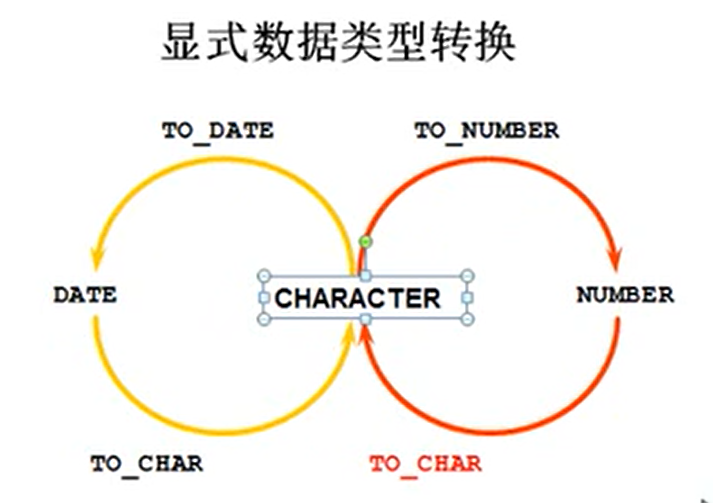 显式数据类型转换
TO_DATE
TO_NUMBER
DATE
CHARACTER
NUMBER
TO_CHAR
TO_CHAR